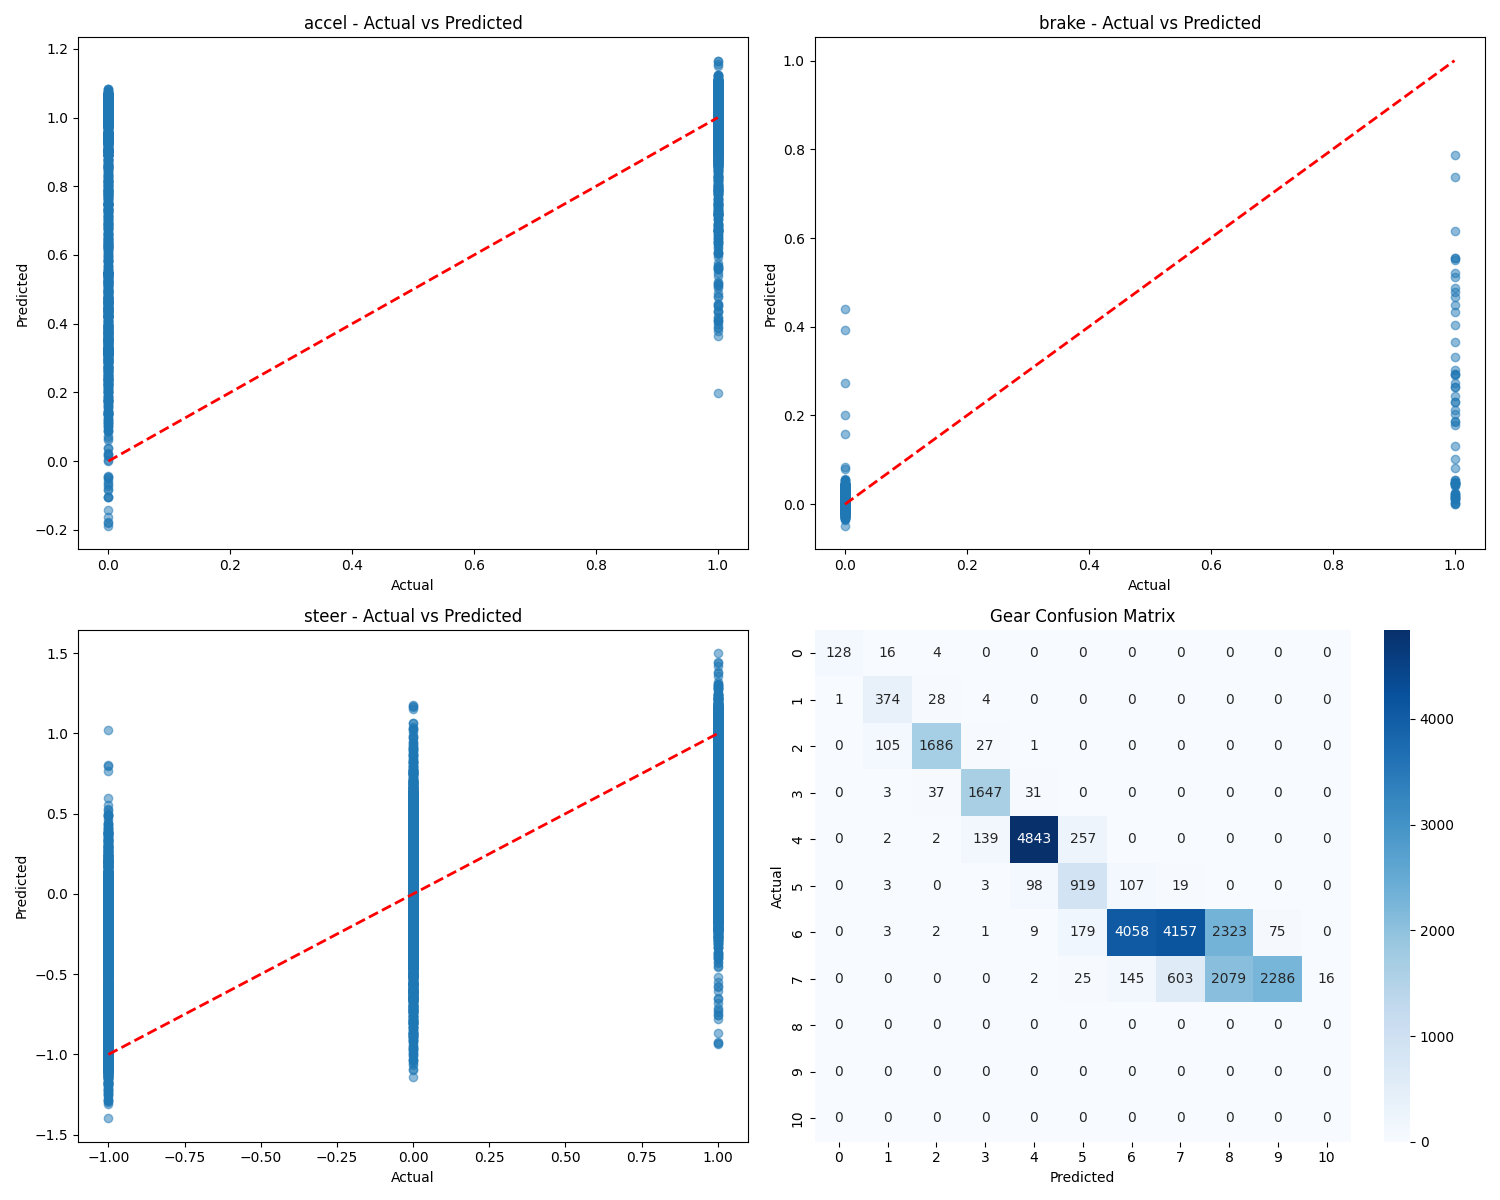 accel - Actual vs Predicted
1.2
1.0
0.8
0.6
0.4
0.2
0.0
−0.2
Predicted
0.0 0.2 0.4 0.6 0.8 1.0
Actual
brake - Actual vs Predicted
1.0
0.8
0.6
0.4
0.2
0.0
Predicted
0.0 0.2 0.4 0.6 0.8 1.0
Actual
steer - Actual vs Predicted
1.5
1.0
0.5
0.0
−0.5
−1.0
−1.5
Predicted
−1.00 −0.75 −0.50 −0.25 0.00 0.25 0.50 0.75 1.00
Actual
Gear Confusion Matrix
0 128 16 4 0 0 0 0 0 0 0 0
1 1 374 28 4 0 0 0 0 0 0 0
2 0 105 1686 27 1 0 0 0 0 0 0
3 0 3 37 1647 31 0 0 0 0 0 0
4 0 2 2 139 4843 257 0 0 0 0 0
5 0 3 0 3 98 919 107 19 0 0 0
6 0 3 2 1 9 179 4058 4157 2323 75 0
7 0 0 0 0 2 25 145 603 2079 2286 16
8 0 0 0 0 0 0 0 0 0 0 0
9 0 0 0 0 0 0 0 0 0 0 0
10 0 0 0 0 0 0 0 0 0 0 0
Actual
0 1 2 3 4 5 6 7 8 9 10
Predicted
4000
3000
2000
1000
0